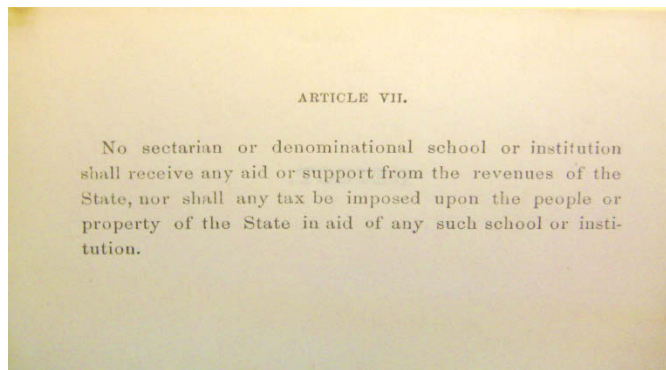 ARTICLE VII.
No sectarian or denominational school or institution
shall receive any aid or support from the revenues of the
State, nor shall any tax be imposed upon the people or
property of the State in aid of any such school or insti-
tution.